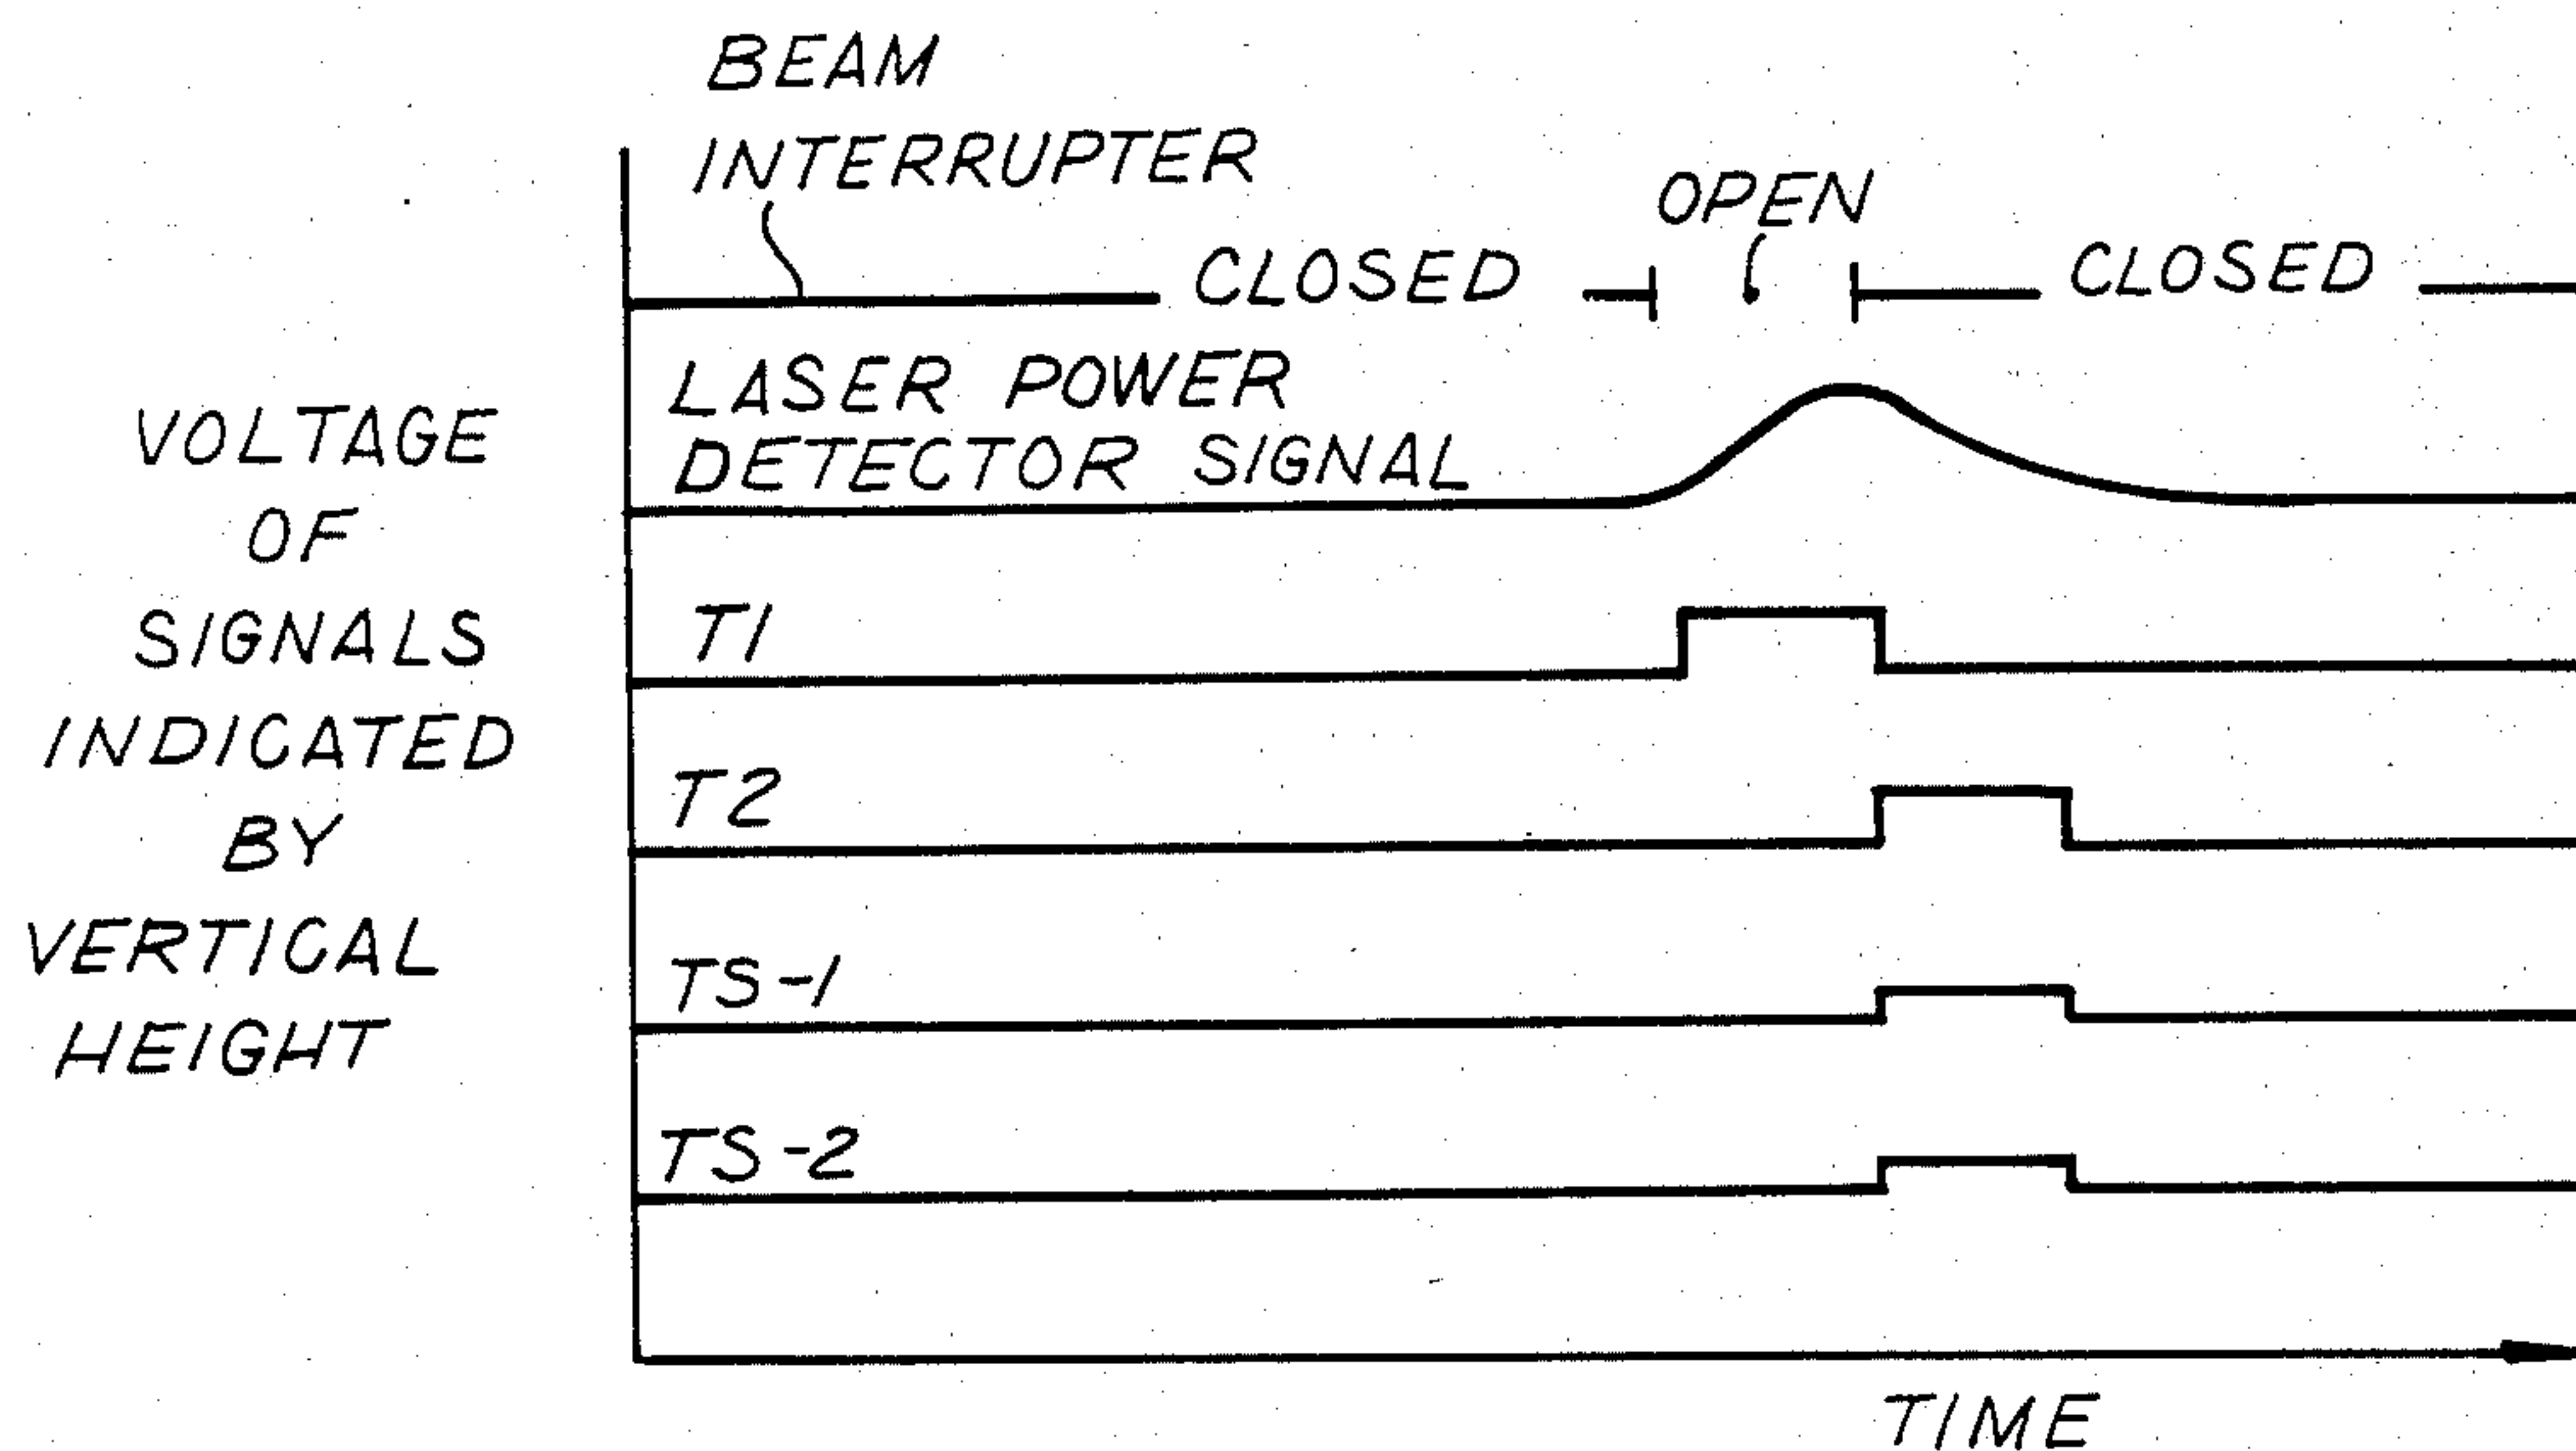 BEAM
INTERRUPTER
OPEN
CLOSED
CLOSED
LASER POWER
DETECTOR SIGNAL
VOLTAGE
OF
SIGNALS
INDICATED
BY
VERTICAL
HEIGHT
T1
T2
TS-1
TS-2
TIME